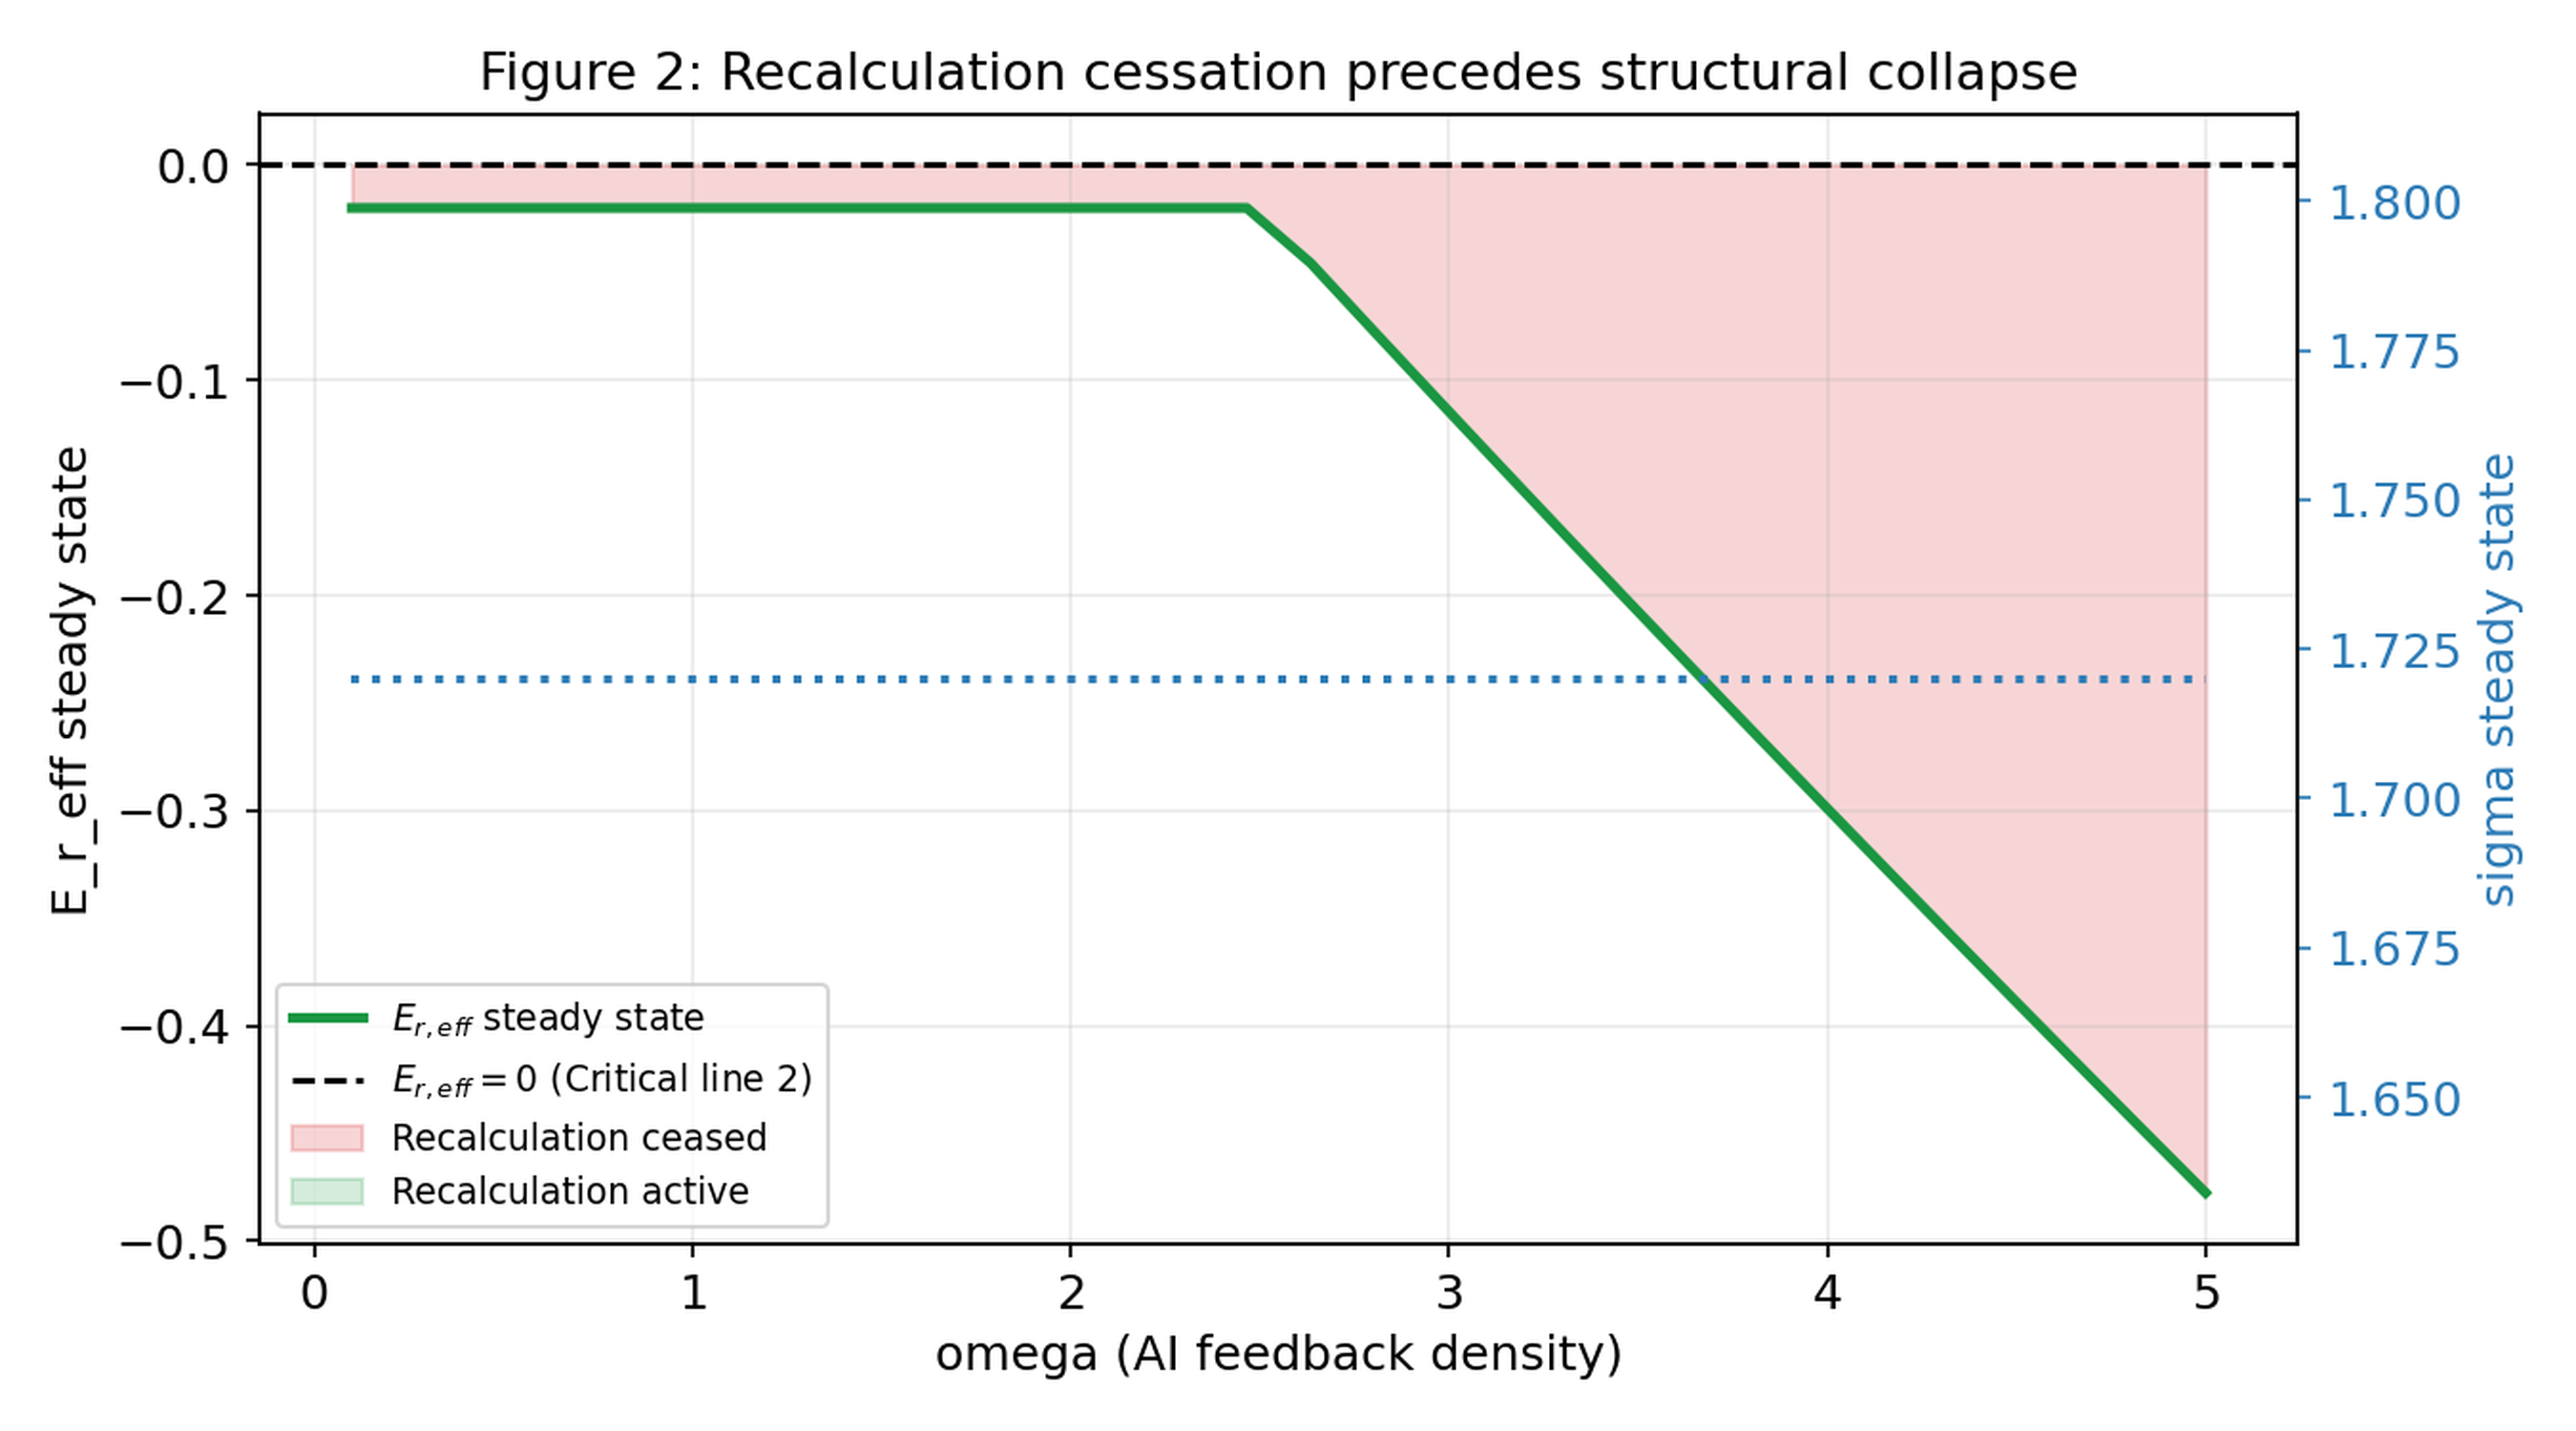 Figure 2: Recalculation cessation precedes structural collapse
0.0
−0.1
−0.2
−0.3
−0.4
−0.5
E_r_eff steady state
1.800
1.775
1.750
1.725
1.700
1.675
1.650
sigma steady state
E_{r,eff} steady state
E_{r,eff} = 0 (Critical line 2)
Recalculation ceased
Recalculation active
0 1 2 3 4 5
omega (AI feedback density)